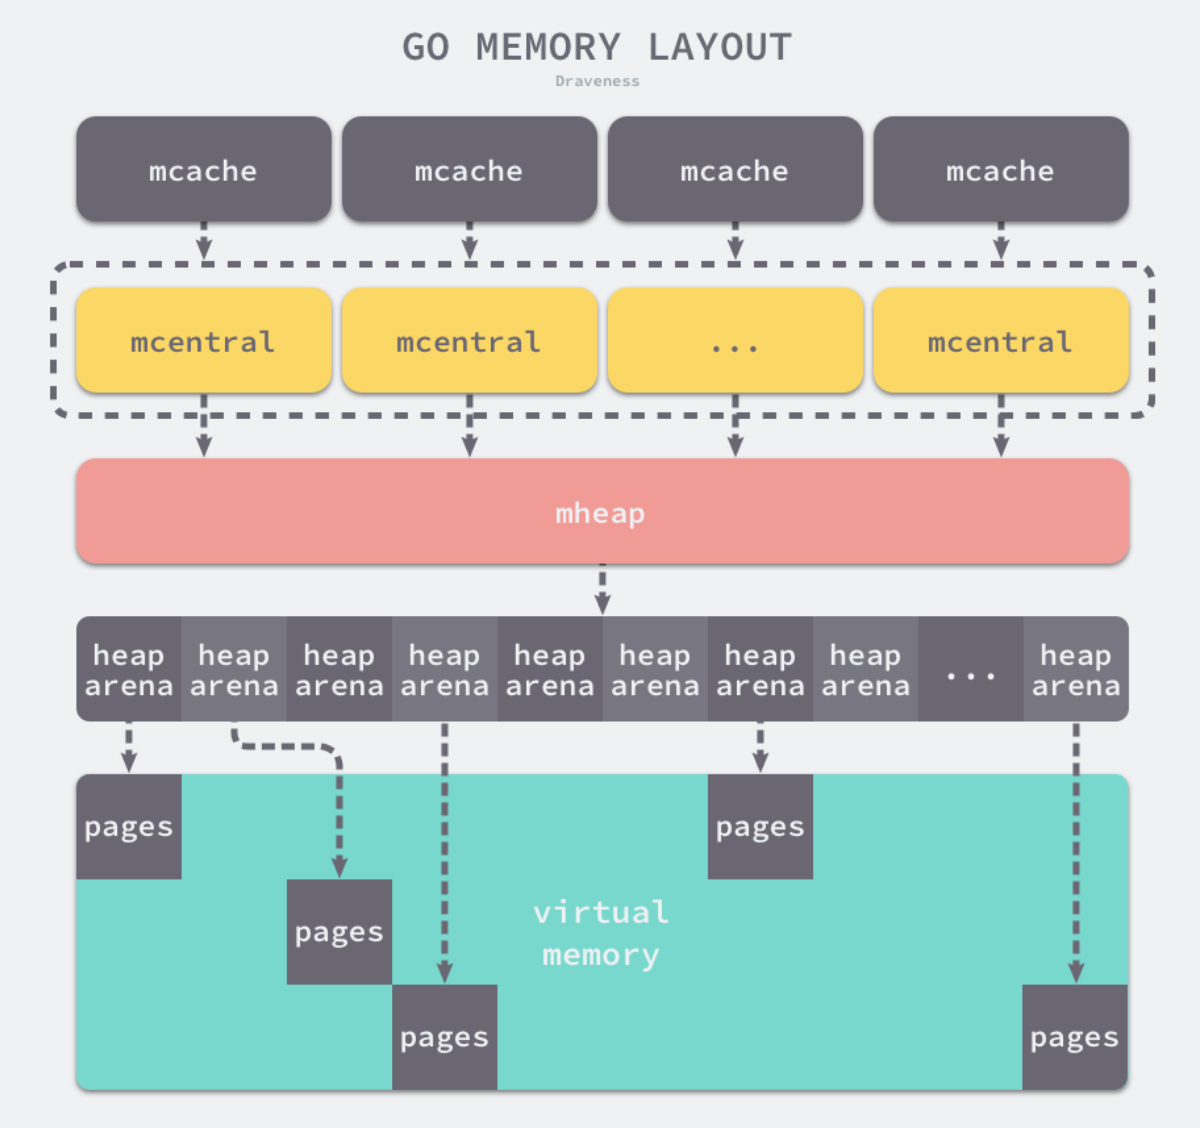 GO MEMORY LAYOUT
Draveness
mcache mcache mcache mcache
mcentral mcentral ... mcentral
mheap
heap heap heap heap heap heap heap heap ... heap
arena arena arena arena arena arena arena arena arena
pages pages
virtual
pages
memory
pages pages